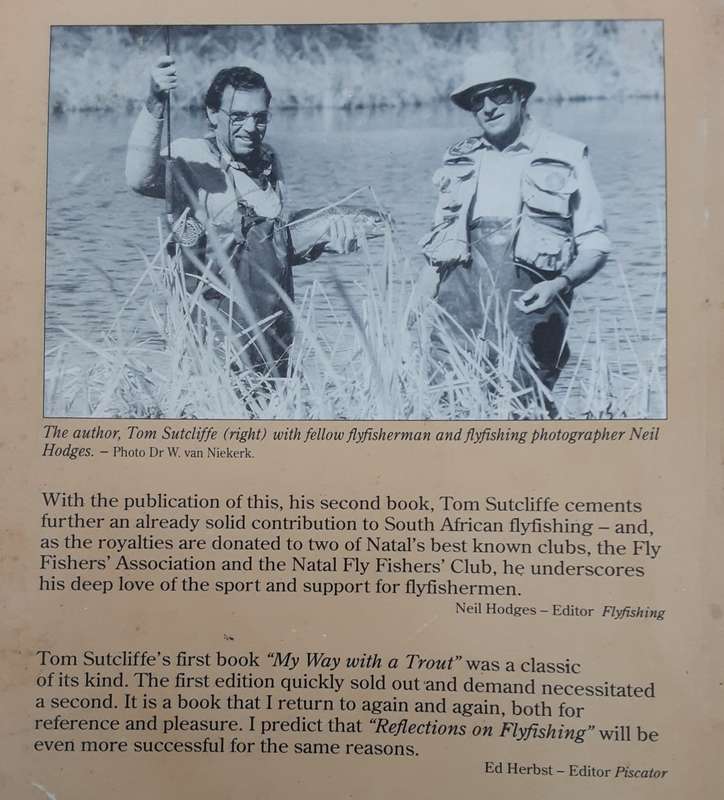 The author, Tom Sutcliffe (right) with fellow flyfisherman and flyfishing photographer Neil
Hodges. – Photo Dr W. van Niekerk.
With the publication of this, his second book, Tom Sutcliffe cements
further an already solid contribution to South African flyfishing – and,
as the royalties are donated to two of Natal's best known clubs, the Fly
Fishers' Association and the Natal Fly Fishers' Club, he underscores
his deep love of the sport and support for flyfishermen.
Neil Hodges – Editor Flyfishing
Tom Sutcliffe's first book "My Way with a Trout" was a classic
of its kind. The first edition quickly sold out and demand necessitated
a second. It is a book that I return to again and again, both for
reference and pleasure. I predict that "Reflections on Flyfishing" will be
even more successful for the same reasons.
Ed Herbst – Editor Piscator